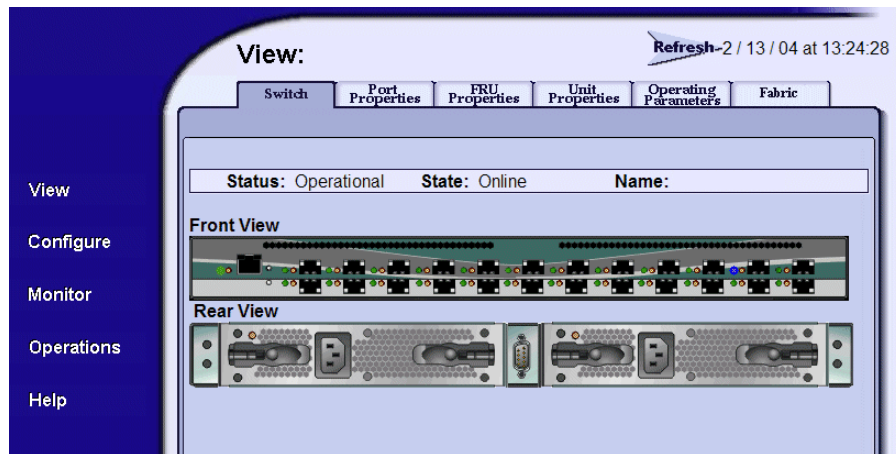 View:
Refresh-2 / 13 / 04 at 13:24:28
Switch
Port Properties
FRU Properties
Unit Properties
Operating Parameters
Fabric
Status: Operational State: Online Name:
View
Configure
Monitor
Operations
Help
Front View
Rear View